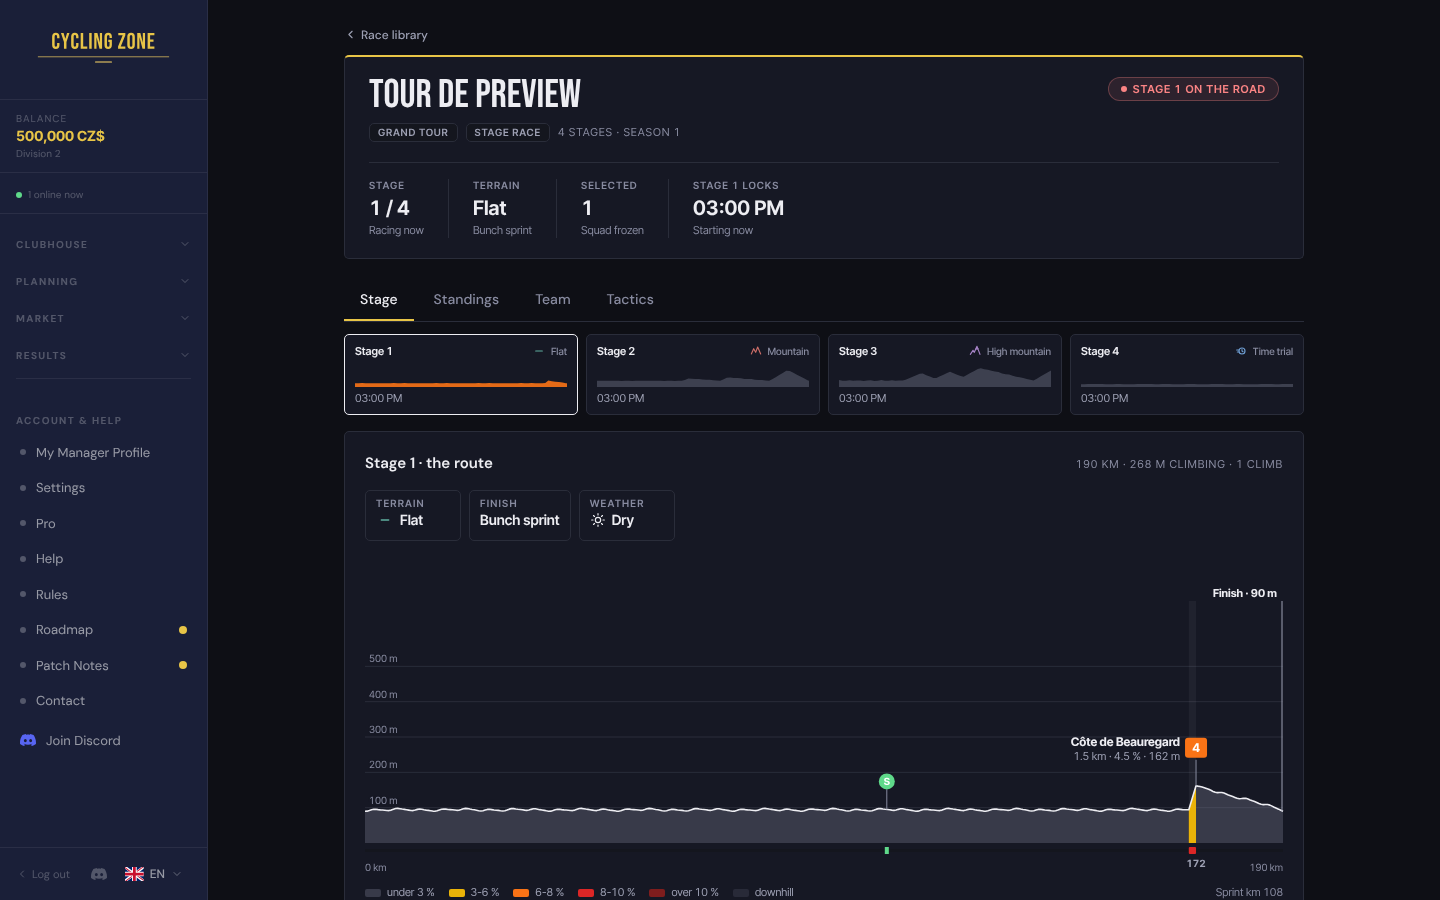 CYCLING ZONE
BALANCE
500,000 CZ$
Division 2
1 online now
CLUBHOUSE
PLANNING
MARKET
RESULTS
ACCOUNT & HELP
My Manager Profile
Settings
Pro
Help
Rules
Roadmap
Patch Notes
Contact
Join Discord
Log out
EN
Race library
TOUR DE PREVIEW
STAGE 1 ON THE ROAD
GRAND TOUR STAGE RACE 4 STAGES · SEASON 1
STAGE TERRAIN SELECTED STAGE 1 LOCKS
1 / 4 Flat 1 03:00 PM
Racing now Bunch sprint Squad frozen Starting now
Stage Standings Team Tactics
Stage 1 Flat Stage 2 Mountain Stage 3 High mountain Stage 4 Time trial
03:00 PM 03:00 PM 03:00 PM 03:00 PM
Stage 1 · the route 190 KM · 268 M CLIMBING · 1 CLIMB
TERRAIN FINISH WEATHER
Flat Bunch sprint Dry
Finish · 90 m
500 m
400 m
300 m
Côte de Beauregard 4
1.5 km · 4.5 % · 162 m
200 m
S
100 m
0 km 172 190 km
under 3 % 3-6 % 6-8 % 8-10 % over 10 % downhill Sprint km 108